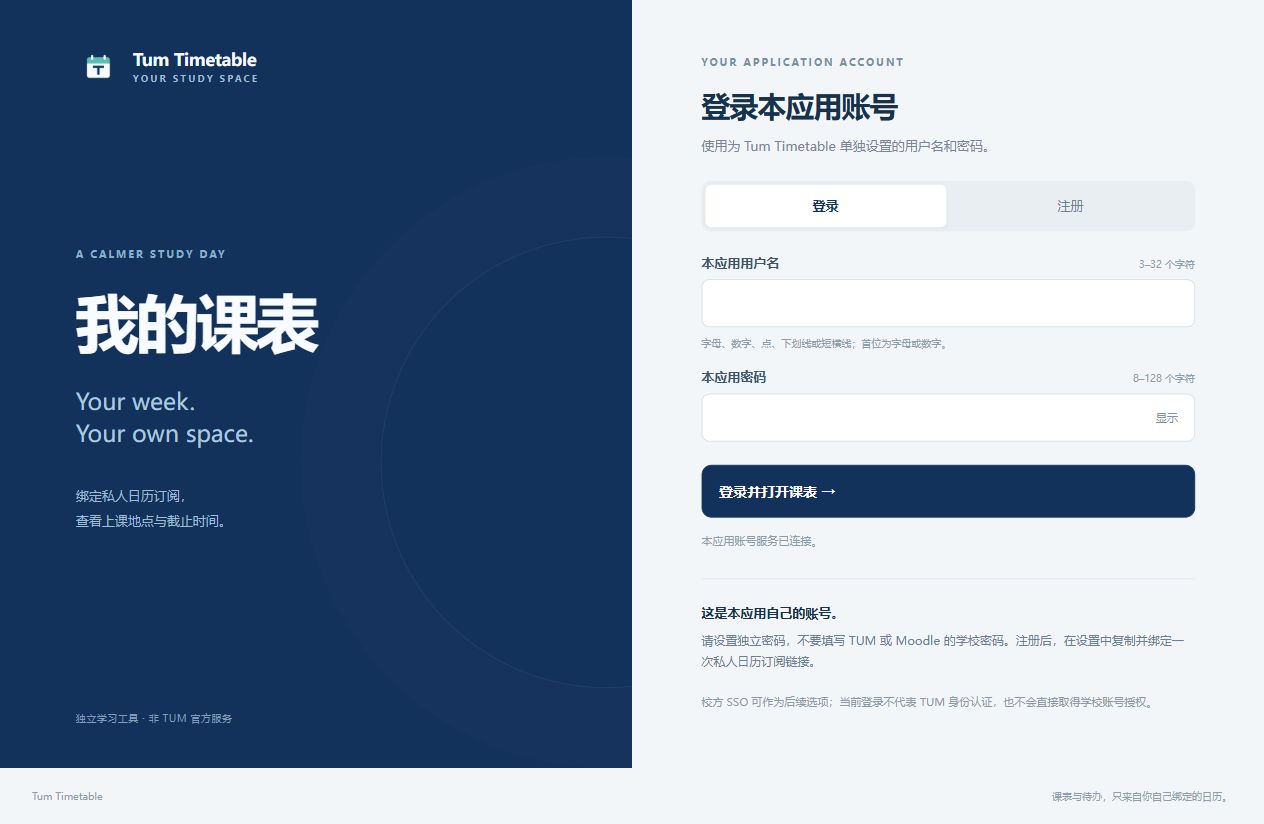 Tum Timetable
YOUR STUDY SPACE
A CALMER STUDY DAY
我的课表
Your week.
Your own space.
绑定私人日历订阅，
查看上课地点与截止时间。
独立学习工具 · 非 TUM 官方服务
YOUR APPLICATION ACCOUNT
登录本应用账号
使用为 Tum Timetable 单独设置的用户名和密码。
登录
注册
本应用用户名
3–32 个字符
字母、数字、点、下划线或短横线；首位为字母或数字。
本应用密码
8–128 个字符
显示
登录并打开课表 →
本应用账号服务已连接。
这是本应用自己的账号。
请设置独立密码，不要填写 TUM 或 Moodle 的学校密码。注册后，在设置中复制并绑定一
次私人日历订阅链接。
校方 SSO 可作为后续选项；当前登录不代表 TUM 身份认证，也不会直接取得学校账号授权。
Tum Timetable
课表与待办，只来自你自己绑定的日历。